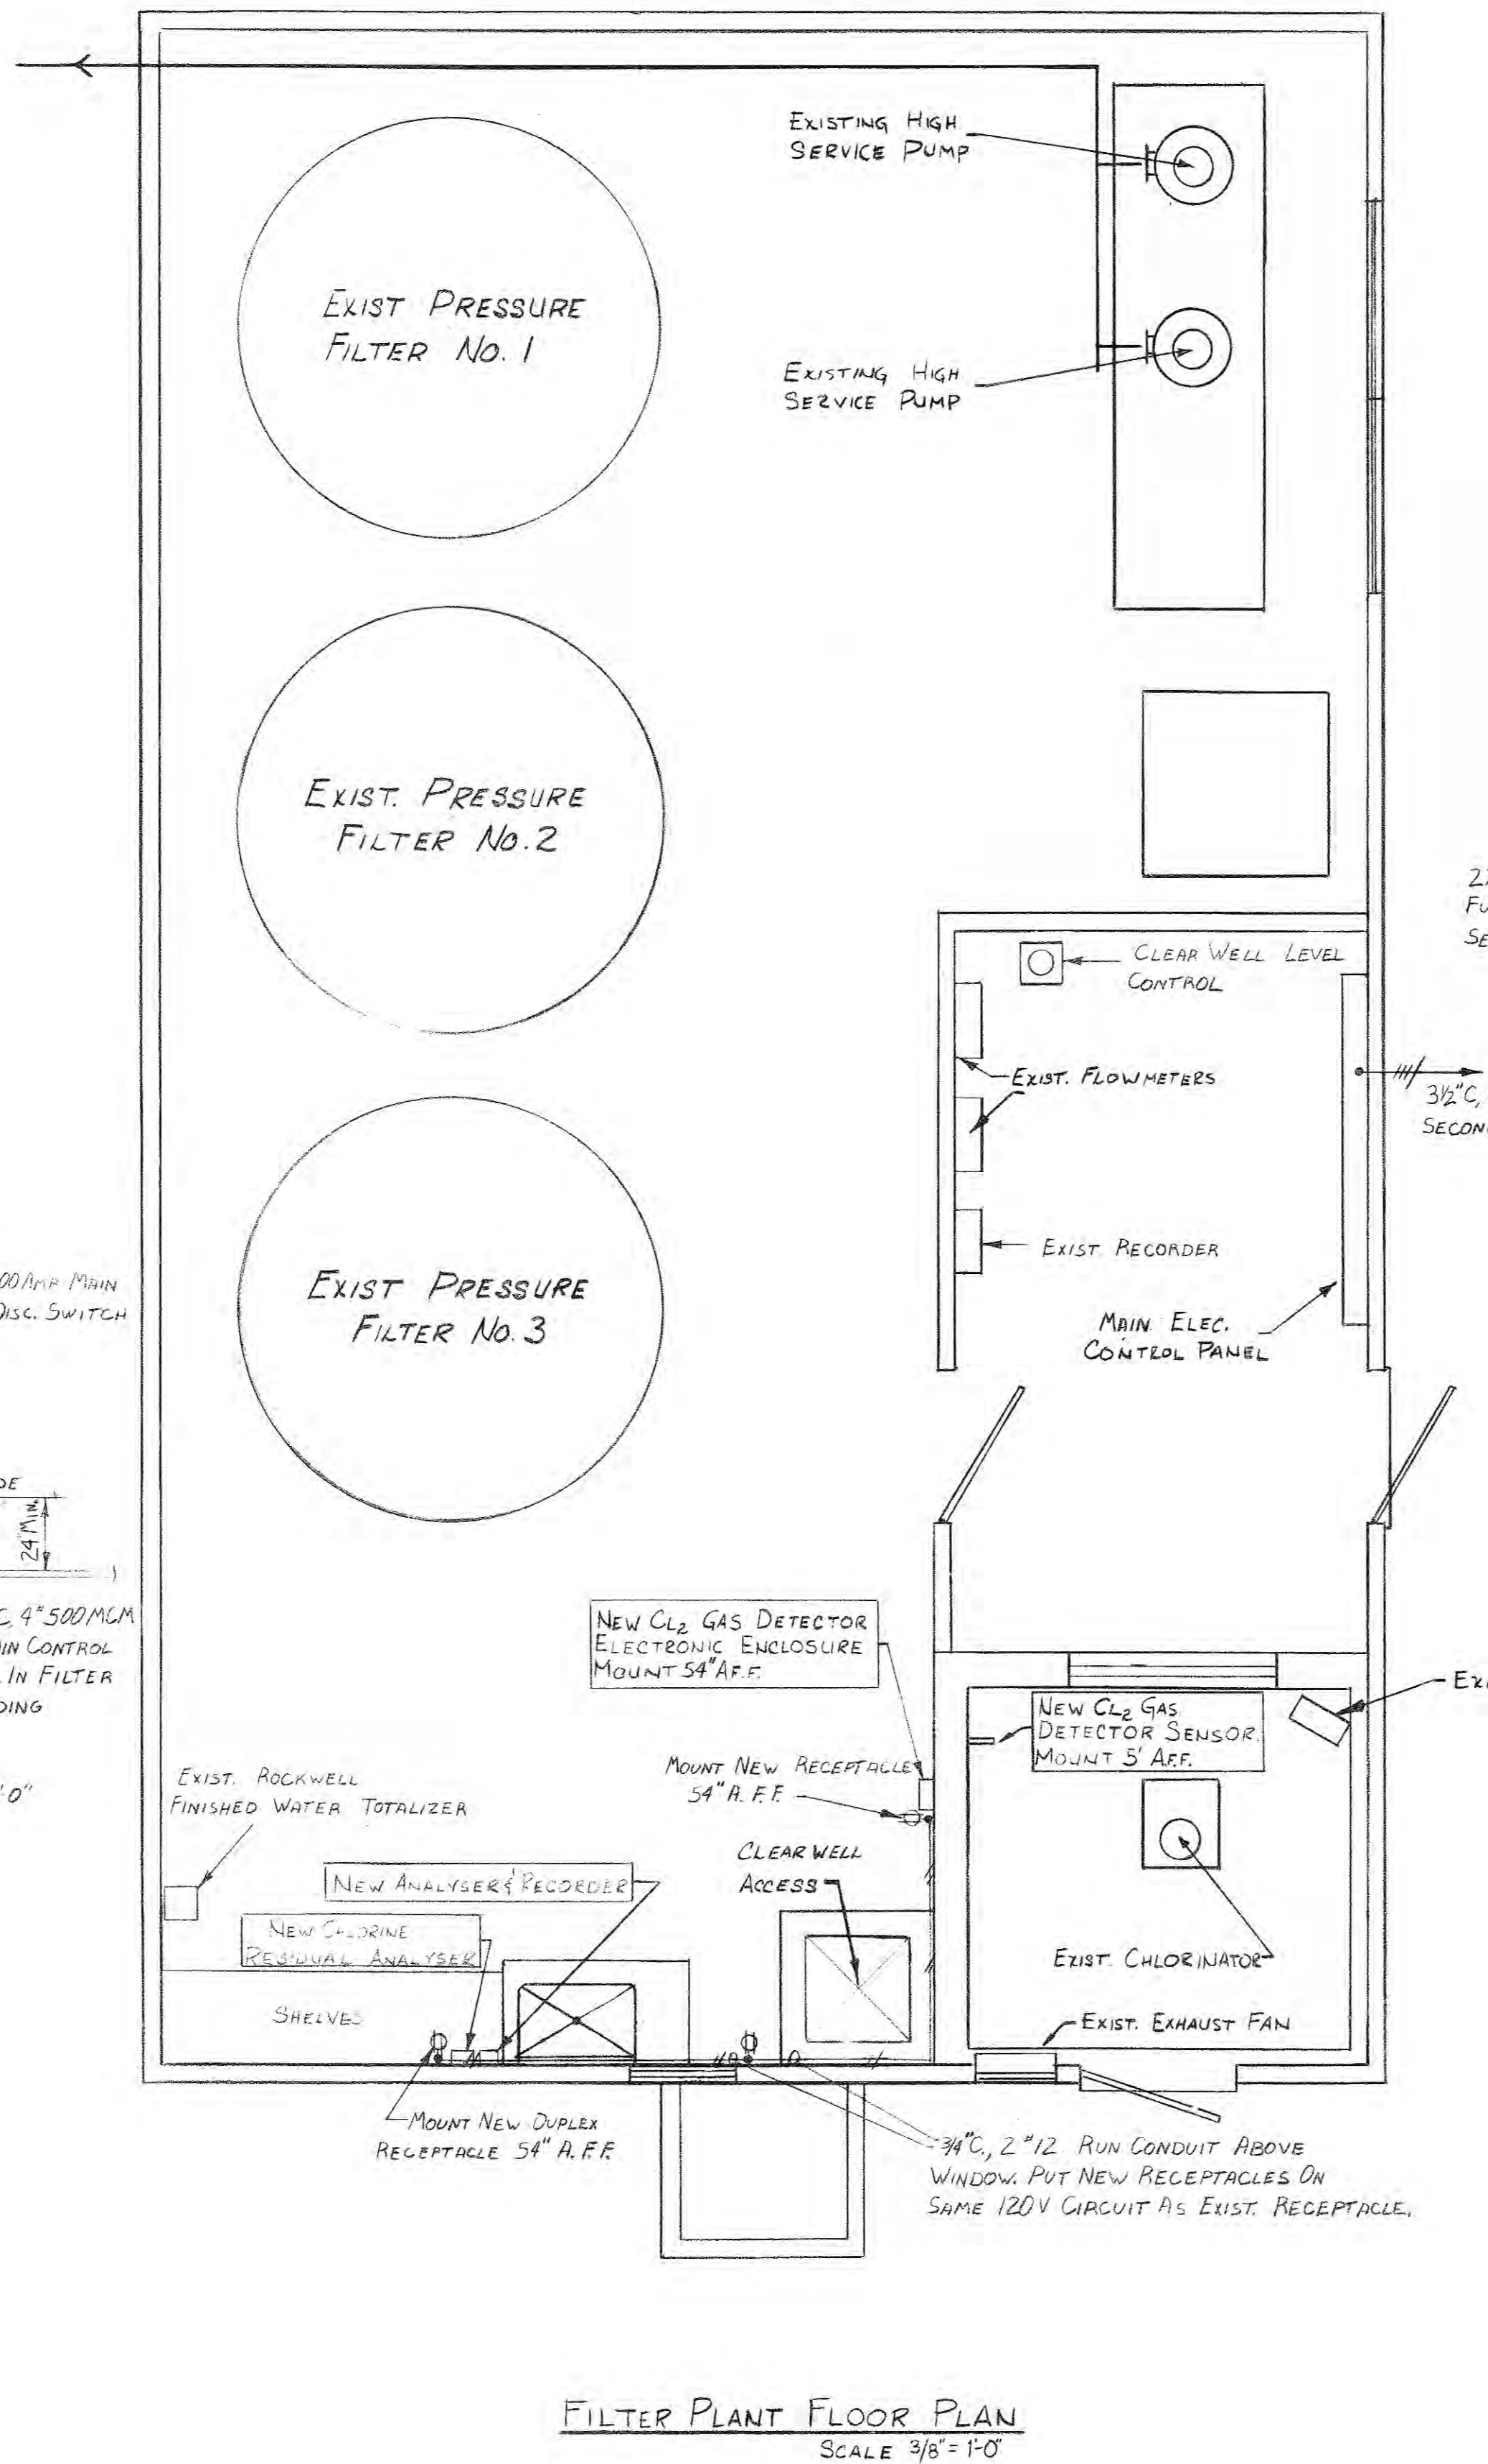 EXISTING HIGH
SERVICE PUMP
EXIST PRESSURE
FILTER NO. 1
EXISTING HIGH
SERVICE PUMP
EXIST. PRESSURE
FILTER NO. 2
CLEAR WELL LEVEL
CONTROL
EXIST. FLOWMETERS
3½"C,
EXIST RECORDER
00 AMP MAIN
DISC. SWITCH
EXIST PRESSURE
FILTER NO. 3
MAIN ELEC.
CONTROL PANEL
24" MIN.
C, 4" 500 MCM
IN CONTROL
IN FILTER
DING
NEW CL2 GAS DETECTOR
ELECTRONIC ENCLOSURE
MOUNT 54" A.F.F.
NEW CL2 GAS
DETECTOR SENSOR.
MOUNT 5' A.F.F.
EXIST. ROCKWELL
FINISHED WATER TOTALIZER
MOUNT NEW RECEPTACLE
54" A.F.F.
CLEAR WELL
ACCESS
NEW ANALYSER & RECORDER
NEW CHLORINE
RESIDUAL ANALYSER
SHELVES
EXIST. CHLORINATOR
EXIST. EXHAUST FAN
MOUNT NEW DUPLEX
RECEPTACLE 54" A.F.F.
3/4"C., 2 #12 RUN CONDUIT ABOVE
WINDOW. PUT NEW RECEPTACLES ON
SAME 120V CIRCUIT AS EXIST. RECEPTACLE.
FILTER PLANT FLOOR PLAN
SCALE 3/8" = 1'-0"